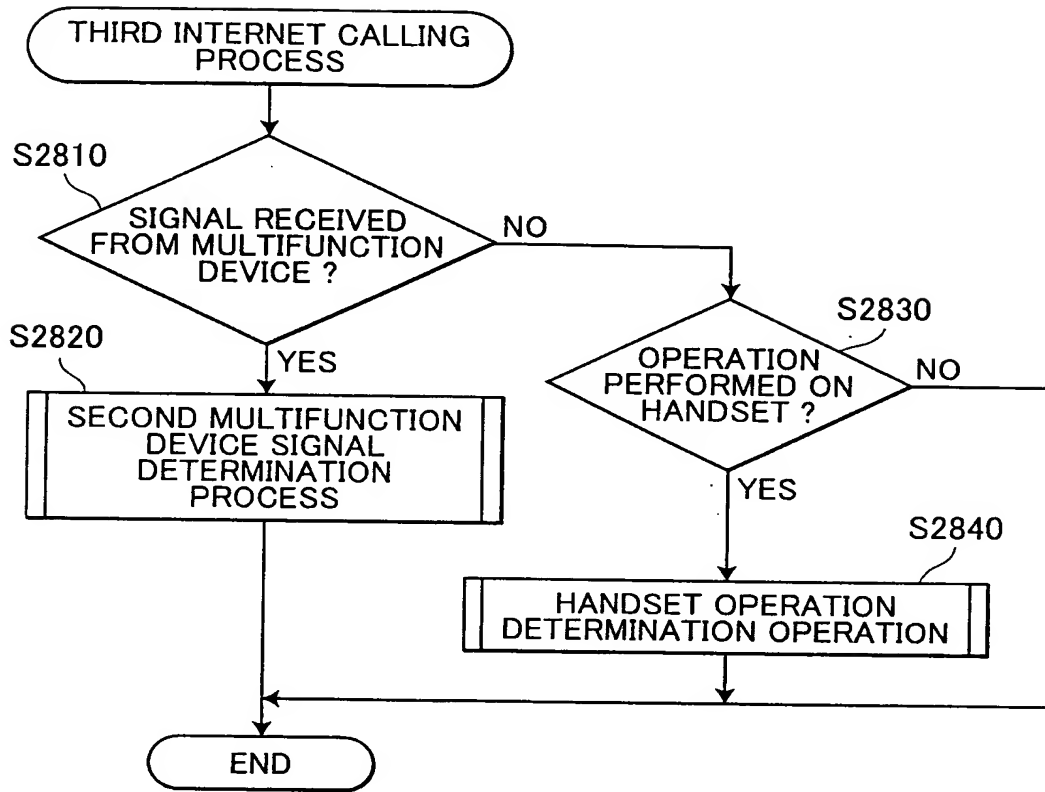 THIRD INTERNET CALLING
PROCESS
S2810
SIGNAL RECEIVED
FROM MULTIFUNCTION
DEVICE ?
NO
YES
S2820
SECOND MULTIFUNCTION
DEVICE SIGNAL
DETERMINATION
PROCESS
S2830
OPERATION
PERFORMED ON
HANDSET ?
NO
YES
S2840
HANDSET OPERATION
DETERMINATION OPERATION
END